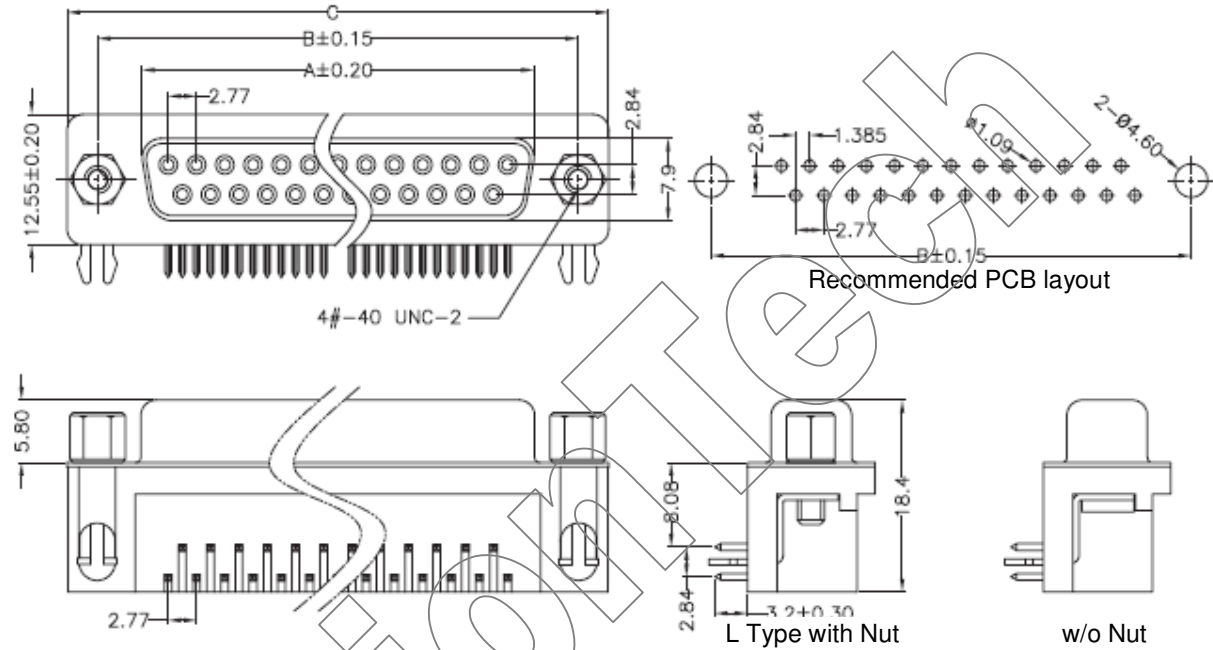 C
B±0.15
A±0.20
2.77
2.84
7.9
12.55±0.20
4#-40 UNC-2
2.84
1.385
ø1.09
2-Ø4.60
2.77
B±0.15
Recommended PCB layout
5.80
2.77
8.08
2.84
3.2±0.30
18.4
L Type with Nut
w/o Nut
ionTech